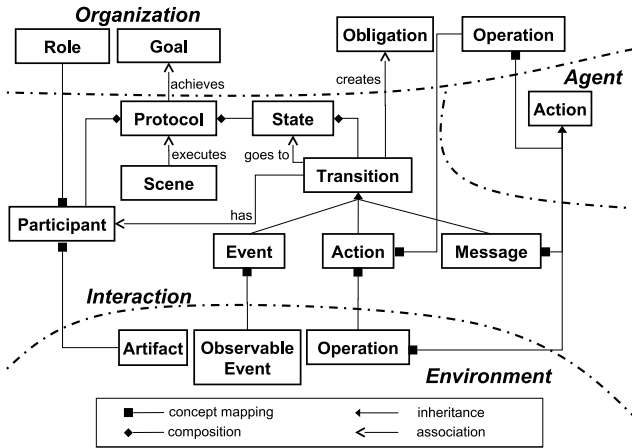 Organization
Role
Goal
Obligation
Operation
achieves
creates
Agent
Action
Protocol
State
executes
goes to
Scene
Transition
Participant
has
Event
Action
Message
Interaction
Artifact
Observable
Event
Operation
Environment
concept mapping
inheritance
composition
association